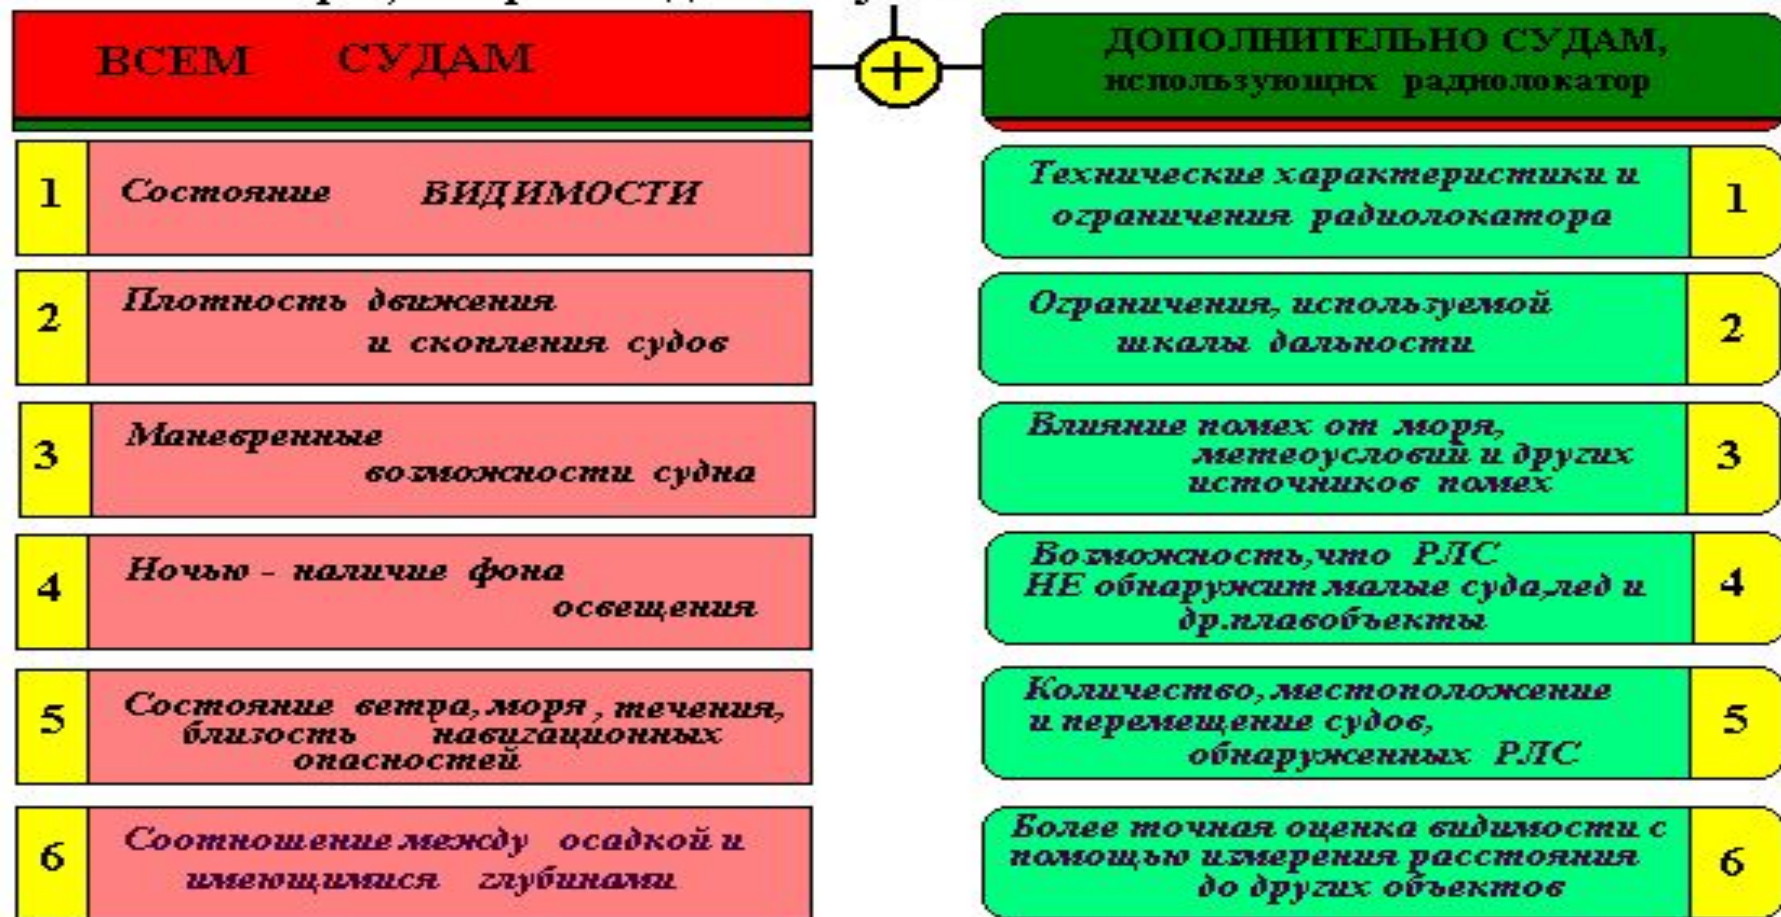 ВСЕМ СУДАМ
1
Состояние ВИДИМОСТИ
2
Плотность движения
и скопления судов
3
Маневренные
возможности судна
4
Ночью - наличие фона
освещения
5
Состояние ветра, моря, течения,
близость навигационных
опасностей
6
Соотношение между осадкой и
имеющимися глубинами
+
ДОПОЛНИТЕЛЬНО СУДАМ,
использующих радиолокатор
Технические характеристики и
ограничения радиолокатора
1
Ограничения, используемой
шкалы дальности
2
Влияние помех от моря,
метеоусловий и других
источников помех
3
Возможность,что РЛС
НЕ обнаружит малые суда,лед и
др.плавобъекты
4
Количество, местоположение
и перемещение судов,
обнаруженных РЛС
5
Более точная оценка видимости с
помощью измерения расстояния
до других объектов
6